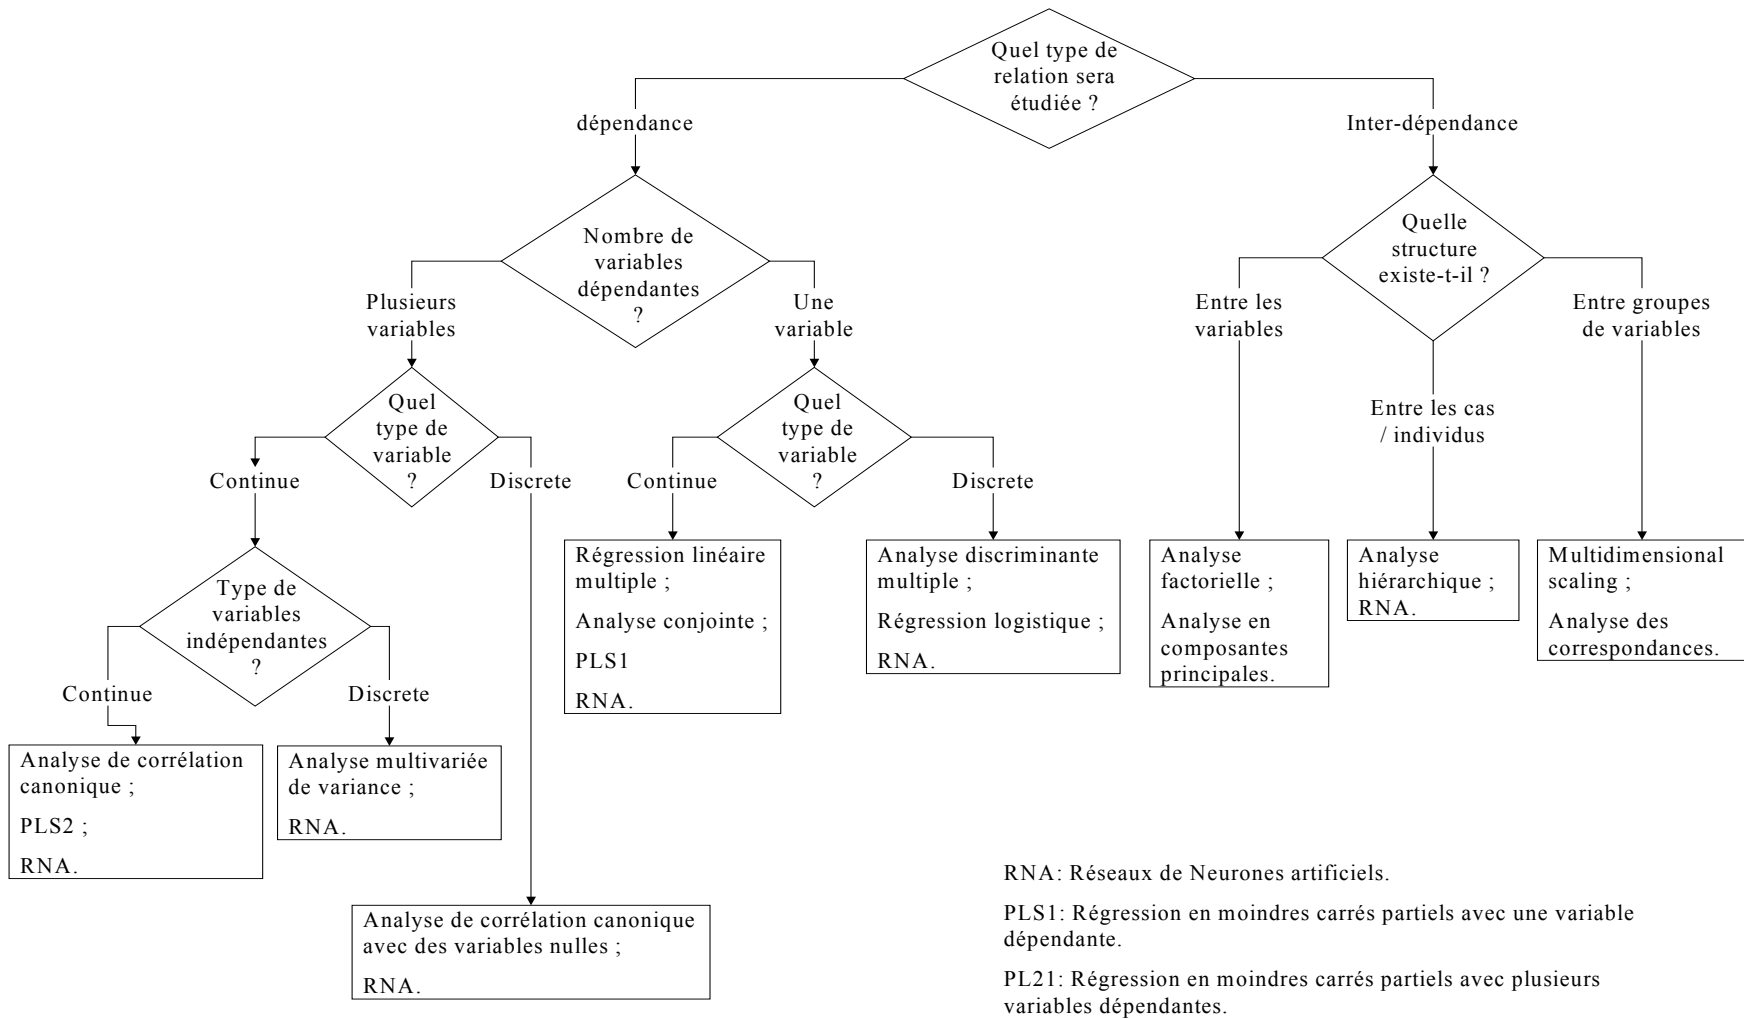 Quel type de
relation sera
étudiée ?
dépendance
Inter-dépendance
Nombre de
variables
dépendantes
?
Quelle
structure
existe-t-il ?
Plusieurs
variables
Une
variable
Entre les
variables
Entre les cas
/ individus
Entre groupes
de variables
Quel
type de
variable
?
Quel
type de
variable?
?
Continue
Discrete
Continue
Discrete
Type de
variables
indépendantes
?
Continue
Discrete
Régression linéaire
multiple ;
Analyse conjointe ;
PLS1
RNA.
Analyse discriminante
multiple ;
Régression logistique ;
RNA.
Analyse
factorielle ;
Analyse en
composantes
principales.
Analyse
hiérarchique ;
RNA.
Multidimensional
scaling ;
Analyse des
correspondances.
Analyse de corrélation
canonique ;
PLS2 ;
RNA.
Analyse multivariée
de variance ;
RNA.
Analyse de corrélation canonique
avec des variables nulles ;
RNA.
RNA: Réseaux de Neurones artificiels.
PLS1: Régression en moindres carrés partiels avec une variable
dépendante.
PL21: Régression en moindres carrés partiels avec plusieurs
variables dépendantes.